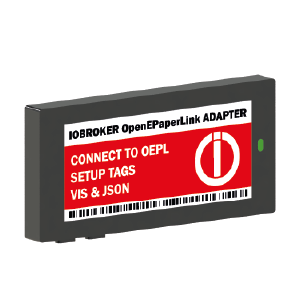 IOBROKER OpenEPaperLink ADAPTER
CONNECT TO OEPL
SETUP TAGS
VIS & JSON